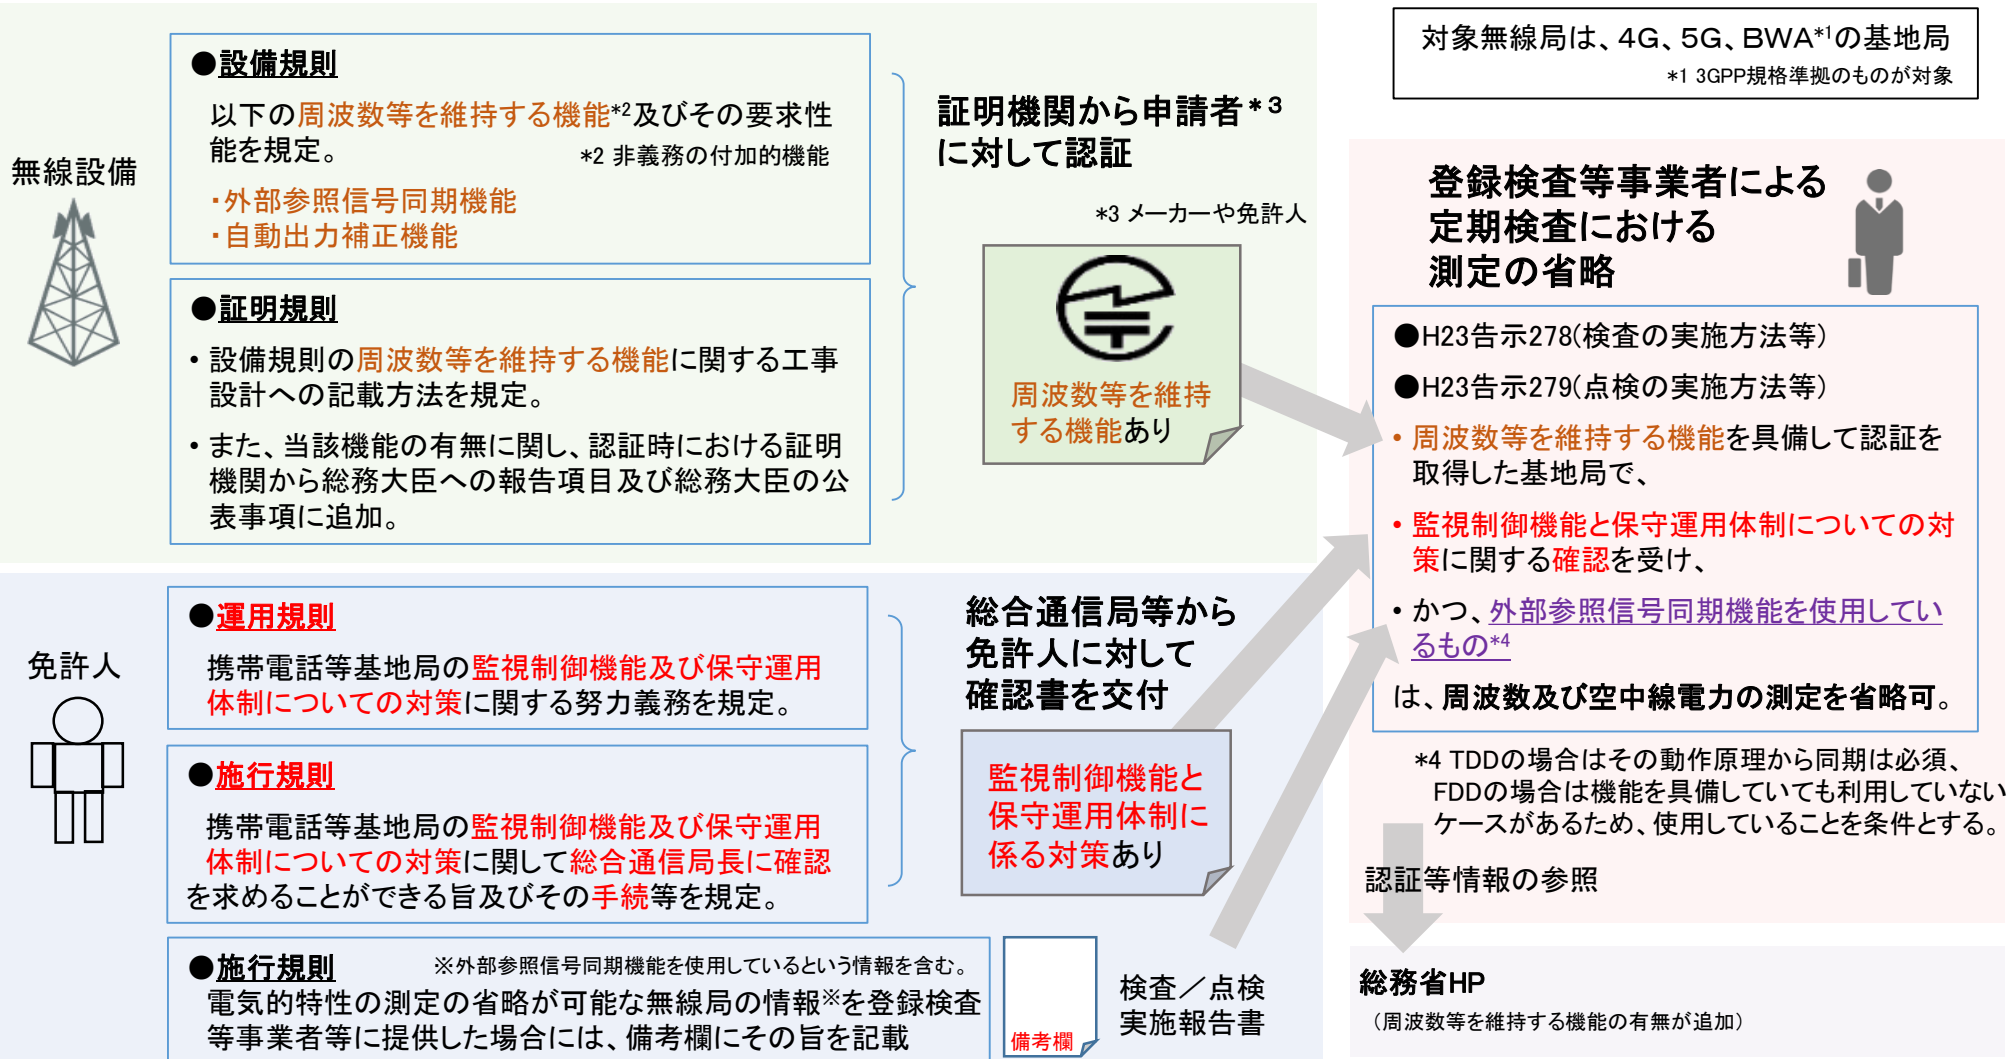 無線設備
●設備規則
以下の周波数等を維持する機能*2及びその要求性
能を規定。
*2 非義務の付加的機能
・外部参照信号同期機能
・自動出力補正機能
●証明規則
• 設備規則の周波数等を維持する機能に関する工事
設計への記載方法を規定。
• また、当該機能の有無に関し、認証時における証明
機関から総務大臣への報告項目及び総務大臣の公
表事項に追加。
証明機関から申請者*3
に対して認証
*3 メーカーや免許人
周波数等を維持
する機能あり
免許人
●運用規則
携帯電話等基地局の監視制御機能及び保守運用
体制についての対策に関する努力義務を規定。
●施行規則
携帯電話等基地局の監視制御機能及び保守運用
体制についての対策に関して総合通信局長に確認
を求めることができる旨及びその手続等を規定。
●施行規則
※外部参照信号同期機能を使用しているという情報を含む。
電気的特性の測定の省略が可能な無線局の情報※を登録検査
等事業者等に提供した場合には、備考欄にその旨を記載
総合通信局等から
免許人に対して
確認書を交付
監視制御機能と
保守運用体制に
係る対策あり
備考欄
検査／点検
実施報告書
対象無線局は、4G、5G、BWA*1の基地局
*1 3GPP規格準拠のものが対象
登録検査等事業者による
定期検査における
測定の省略
●H23告示278(検査の実施方法等)
●H23告示279(点検の実施方法等)
• 周波数等を維持する機能を具備して認証を
取得した基地局で、
• 監視制御機能と保守運用体制についての対
策に関する確認を受け、
• かつ、外部参照信号同期機能を使用してい
るもの*4
は、周波数及び空中線電力の測定を省略可。
*4 TDDの場合はその動作原理から同期は必須、
FDDの場合は機能を具備していても利用していない
ケースがあるため、使用していることを条件とする。
認証等情報の参照
総務省HP
（周波数等を維持する機能の有無が追加）